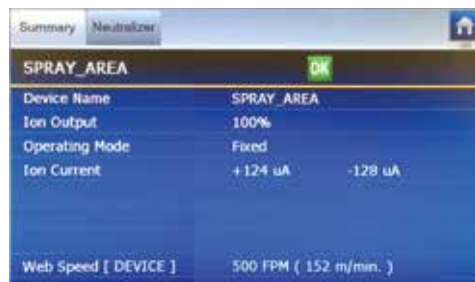 Summary Neutralizer
SPRAY_AREA OK
Device Name SPRAY_AREA
Ion Output 100%
Operating Mode Fixed
Ion Current +124 uA -128 uA
Web Speed [ DEVICE ] 500 FPM ( 152 m/min. )